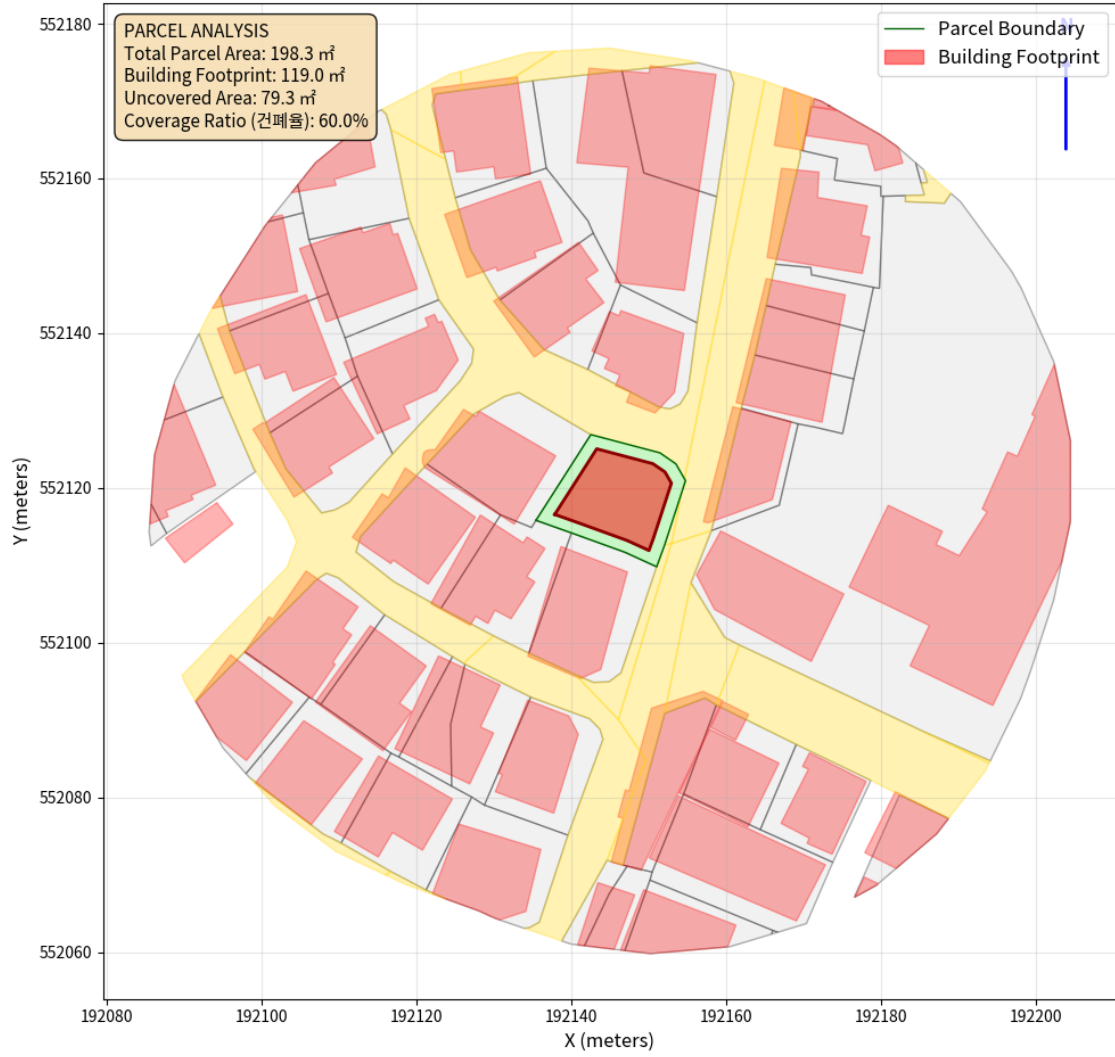 PARCEL ANALYSIS
Total Parcel Area: 198.3 ㎡
Building Footprint: 119.0 ㎡
Uncovered Area: 79.3 ㎡
Coverage Ratio (건폐율): 60.0%
Parcel Boundary
Building Footprint
N
552180
552160
552140
552120
552100
552080
552060
Y (meters)
192080
192100
192120
192140
192160
192180
192200
X (meters)